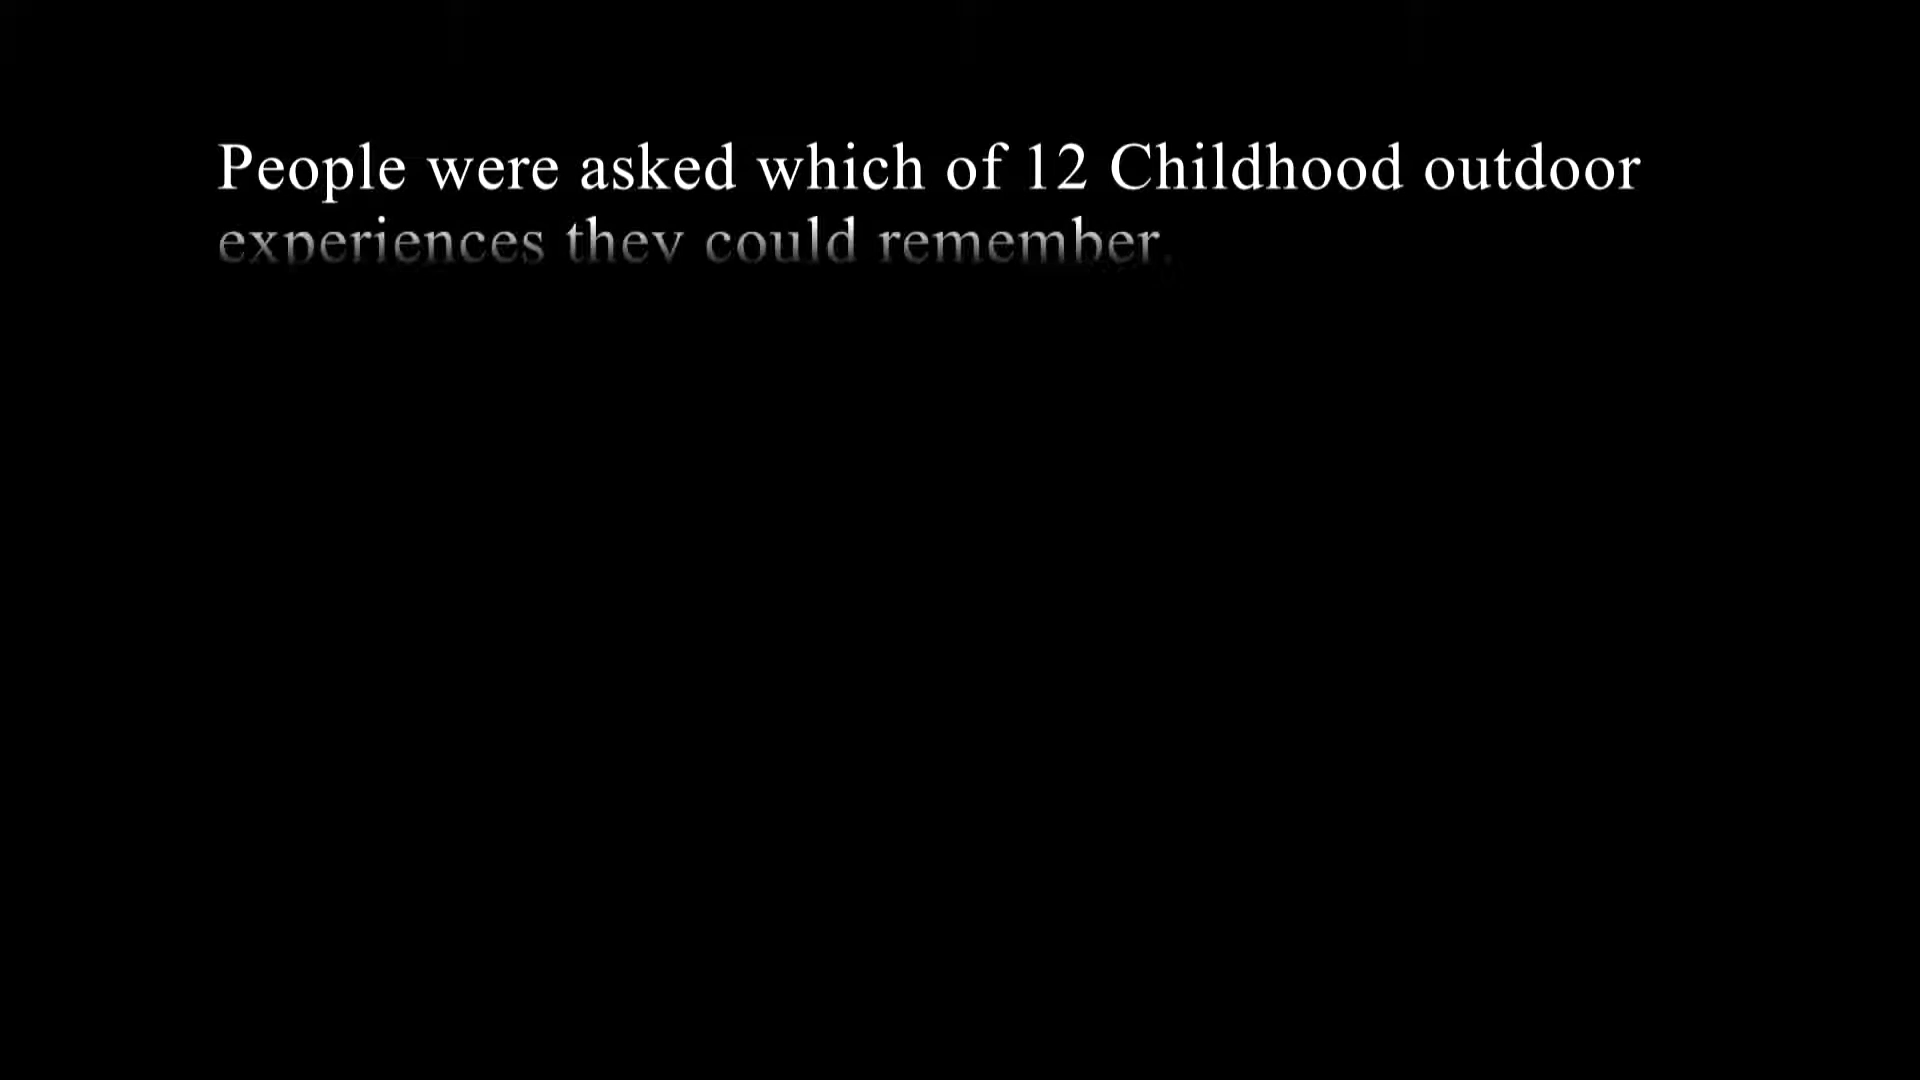 People were asked which of 12 Childhood outdoor
experiences they could remember.